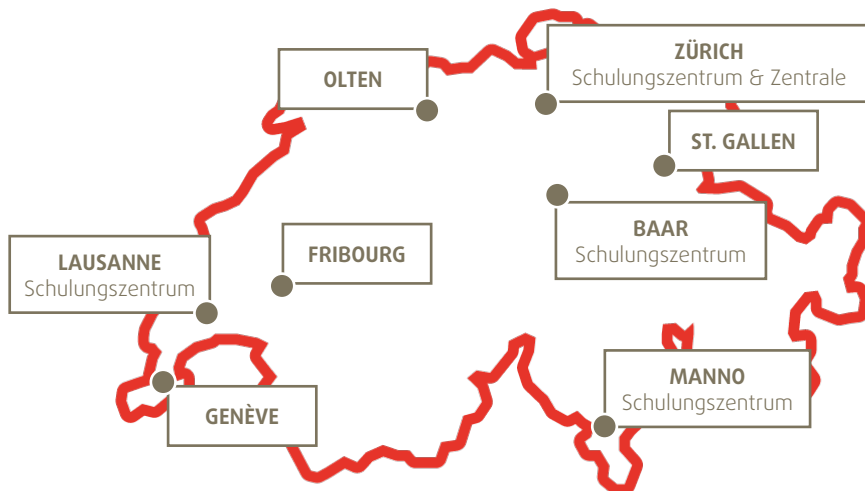 OLTEN
ZÜRICH
Schulungszentrum & Zentrale
ST. GALLEN
LAUSANNE
Schulungszentrum
FRIBOURG
BAAR
Schulungszentrum
GENÈVE
MANNO
Schulungszentrum